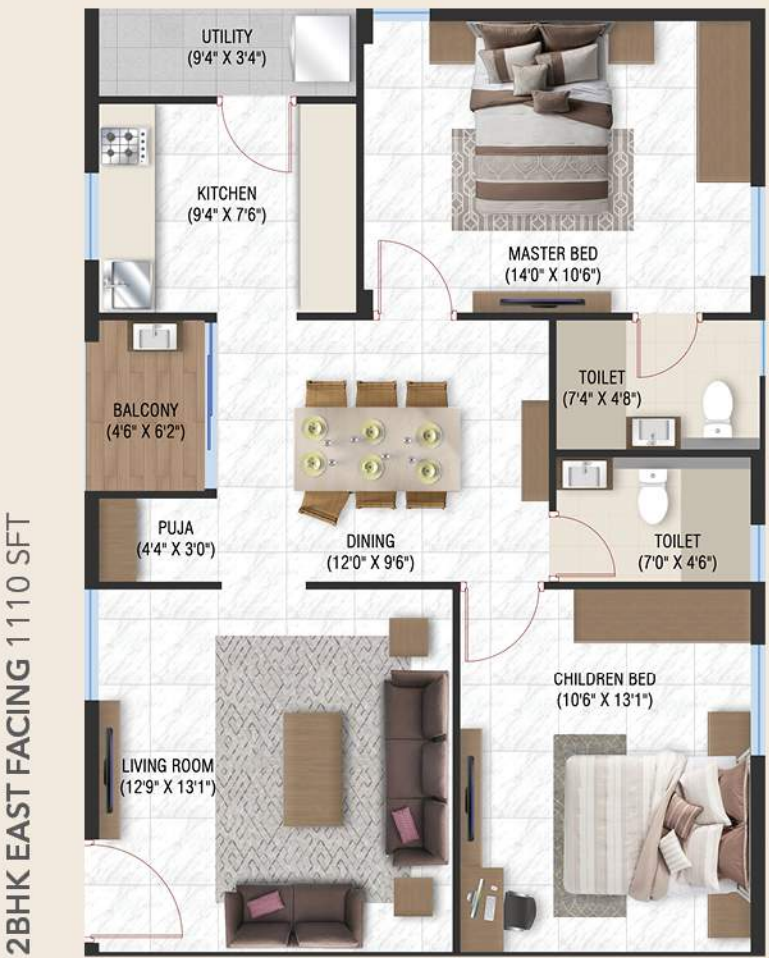 2BHK EAST FACING 1110 SFT
UTILITY
(9'4" X 3'4")
KITCHEN
(9'4" X 7'6")
MASTER BED
(14'0" X 10'6")
BALCONY
(4'6" X 6'2")
TOILET
(7'4" X 4'8")
PUJA
(4'4" X 3'0")
DINING
(12'0" X 9'6")
TOILET
(7'0" X 4'6")
LIVING ROOM
(12'9" X 13'1")
CHILDREN BED
(10'6" X 13'1")